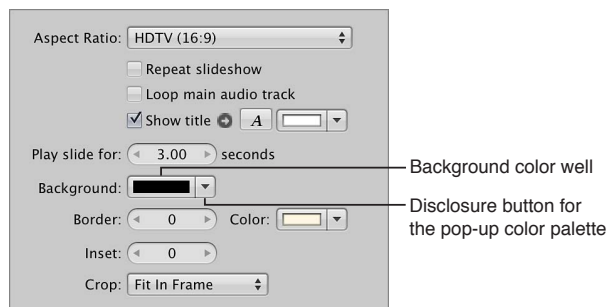 Aspect Ratio: HDTV (16:9)
Repeat slideshow
Loop main audio track
Show title A
Play slide for: 3.00 seconds
Background:
Background color well
Disclosure button for
the pop-up color palette
Border: 0 Color:
Inset: 0
Crop: Fit In Frame